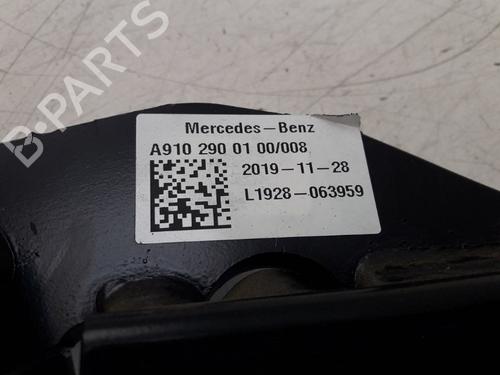 Mercedes-Benz
A910 290 01 00/008
2019-11-28
L1928-063959
B-PARTS